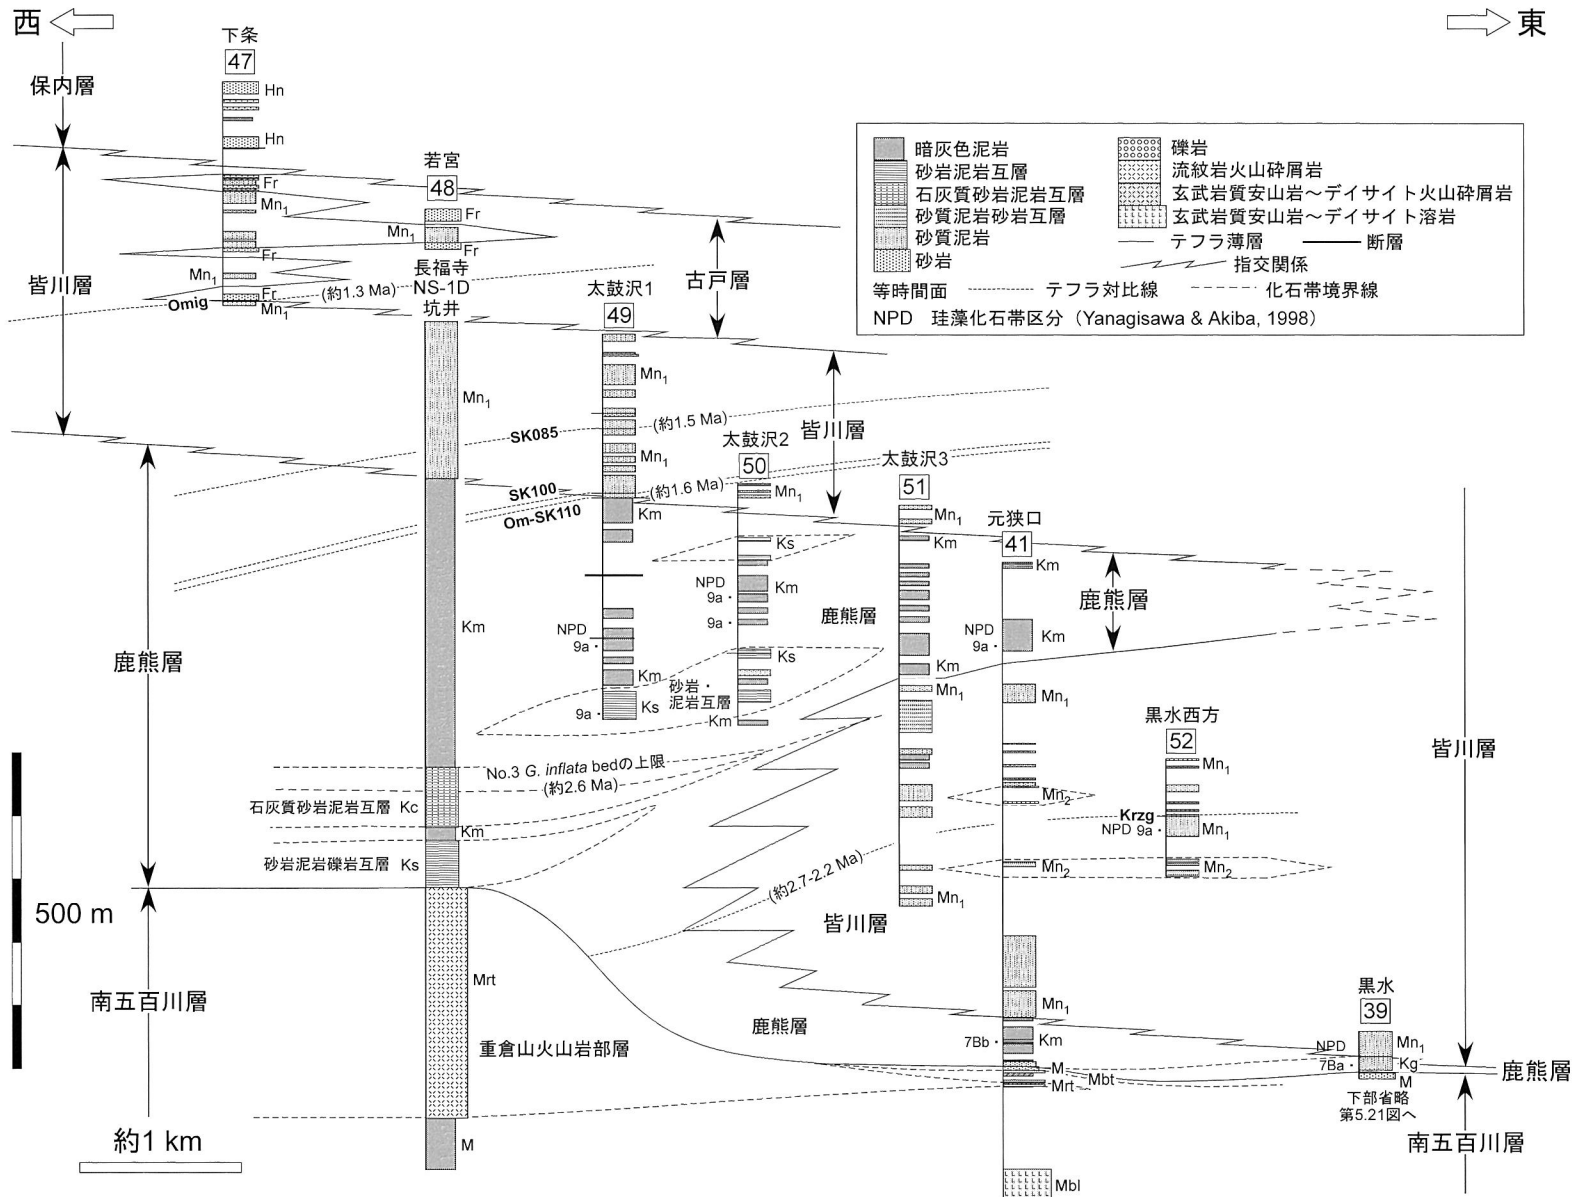 西
東
下条
47
保内層
Hn
Hn
若宮
48
Fr
Mn1
Fr
Mn1
Fr
Fr
Mn1
皆川層
Fr
Omig
Mn1
(約1.3 Ma)
長福寺
NS-1D
坑井
古戸層
暗灰色泥岩
砂岩泥岩互層
石灰質砂岩泥岩互層
砂質泥岩砂岩互層
砂質泥岩
砂岩
礫岩
流紋岩火山砕屑岩
玄武岩質安山岩～デイサイト火山砕屑岩
玄武岩質安山岩～デイサイト溶岩
テフラ薄層
断層
指交関係
等時間面
テフラ対比線
化石帯境界線
NPD 珪藻化石帯区分（Yanagisawa & Akiba, 1998）
太鼓沢1
49
Mn1
Mn1
SK085
(約1.5 Ma)
皆川層
Mn1
SK100
(約1.6 Ma)
Om-SK110
Km
太鼓沢2
50
Mn1
太鼓沢3
51
Mn1
Km
元狭口
41
Km
Ks
NPD
9a
Km
9a
鹿熊層
鹿熊層
NPD
9a
Km
鹿熊層
Km
NPD
9a
Km
Ks
9a
Ks
砂岩・
泥岩互層
Km
Km
Mn1
Mn1
黒水西方
52
Mn1
皆川層
No.3 G. inflata bedの上限
(約2.6 Ma)
石灰質砂岩泥岩互層 Kc
Km
砂岩泥岩礫岩互層 Ks
Mn2
Krzg
NPD 9a
Mn1
Mn2
Mn2
(約2.7-2.2 Ma)
Mn1
皆川層
500 m
南五百川層
Mrt
重倉山火山岩部層
鹿熊層
Mn1
7Bb
Km
M
Mbt
Mrt
黒水
39
NPD
Mn1
7Ba
Kg
M
鹿熊層
下部省略
第5.21図へ
南五百川層
約1 km
M
Mbl